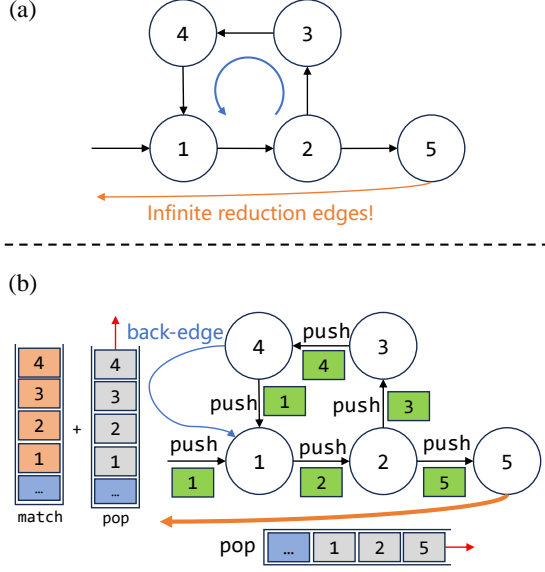 (a)
4 3
1 2 5
Infinite reduction edges!
(b)
back-edge
push
4 4 4 3
4
3 3
push 1 push 3
2 + 2
push push push
1 1 1 2 5
1 2 5
… …
match pop
pop … 1 2 5